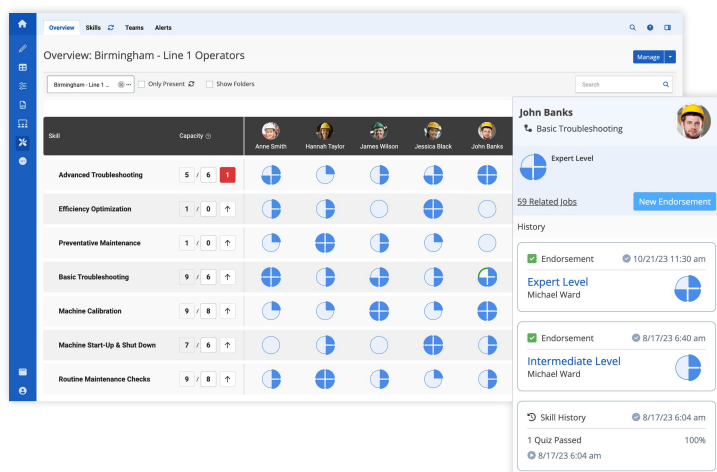 Overview Skills Teams Alerts
Overview: Birmingham - Line 1 Operators
Manage
Birmingham - Line 1 ... Only Present Show Folders Search
Skill Capacity Anne Smith Hannah Taylor James Wilson Jessica Black John Banks
Advanced Troubleshooting 5 / 6 1
Efficiency Optimization 1 / 0 ↑
Preventative Maintenance 1 / 0 ↑
Basic Troubleshooting 9 / 6 ↑
Machine Calibration 9 / 8 ↑
Machine Start-Up & Shut Down 7 / 6 ↑
Routine Maintenance Checks 9 / 8 ↑
John Banks
Basic Troubleshooting
Expert Level
59 Related Jobs New Endorsement
History
Endorsement 10/21/23 11:30 am
Expert Level
Michael Ward
Endorsement 8/17/23 6:40 am
Intermediate Level
Michael Ward
Skill History 8/17/23 6:04 am
1 Quiz Passed 100%
8/17/23 6:04 am